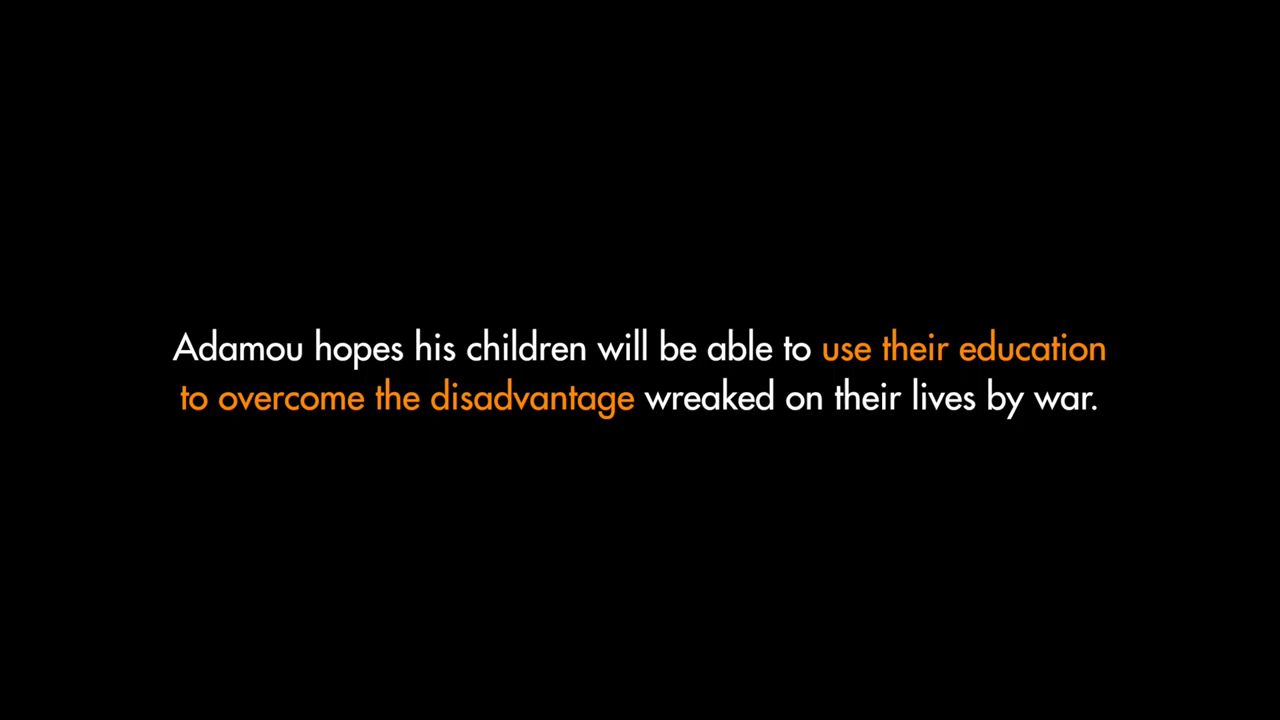 Adamou hopes his children will be able to use their education
to overcome the disadvantage wreaked on their lives by war.